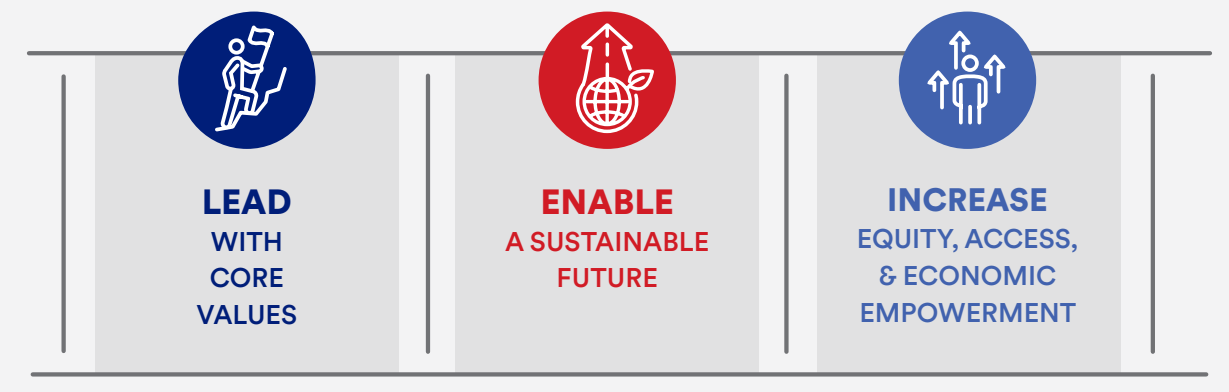 LEAD
WITH
CORE
VALUES
ENABLE
A SUSTAINABLE
FUTURE
INCREASE
EQUITY, ACCESS,
& ECONOMIC
EMPOWERMENT